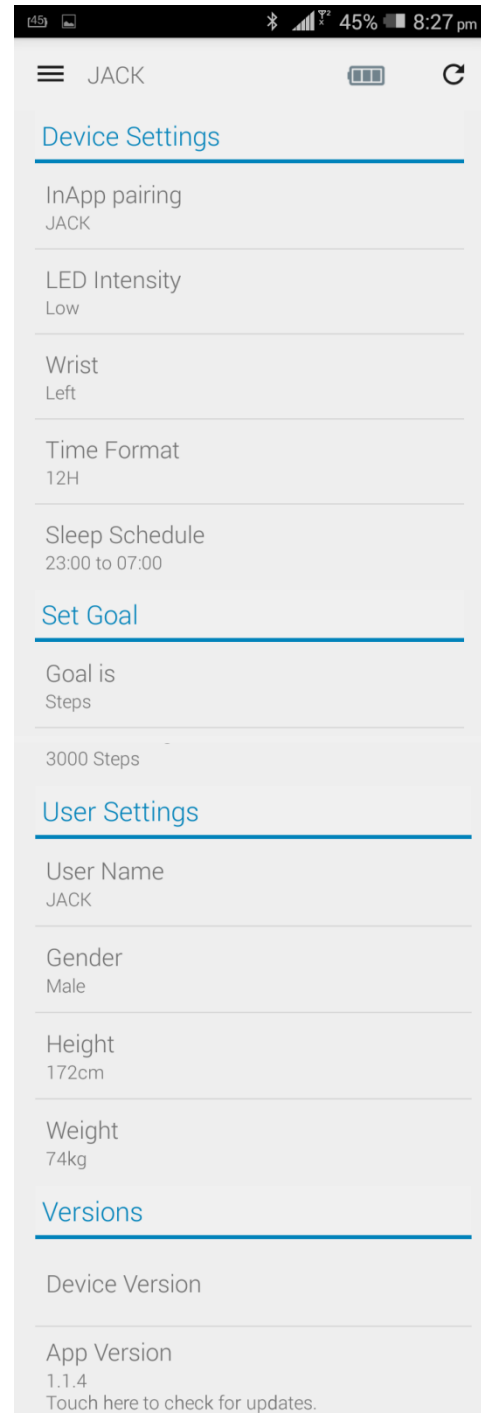 45 45% 8:27 pm
JACK
Device Settings
InApp pairing
JACK
LED Intensity
Low
Wrist
Left
Time Format
12H
Sleep Schedule
23:00 to 07:00
Set Goal
Goal is
Steps
3000 Steps
User Settings
User Name
JACK
Gender
Male
Height
172cm
Weight
74kg
Versions
Device Version
App Version
1.1.4
Touch here to check for updates.